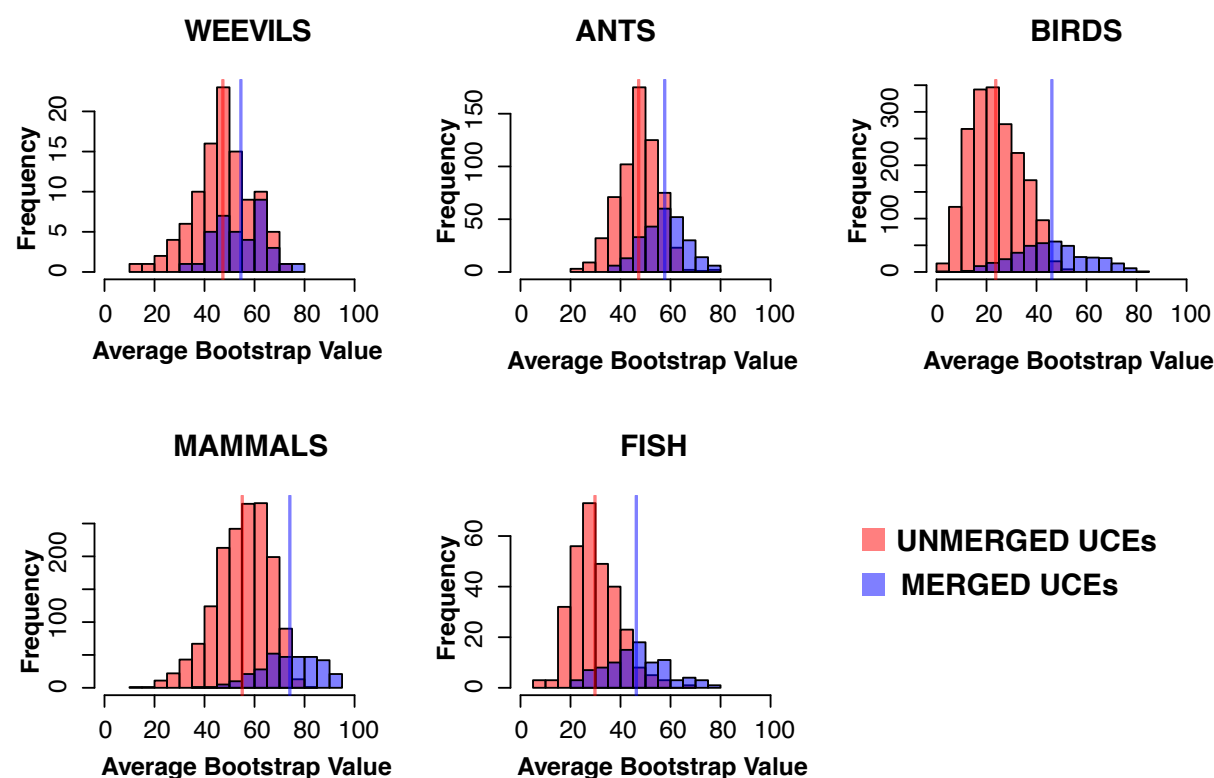 WEEVILS
Frequency
0 5 10 15 20
0 20 40 60 80 100
Average Bootstrap Value
ANTS
Frequency
0 50 150
0 20 40 60 80 100
Average Bootstrap Value
BIRDS
Frequency
0 100 200 300
0 20 40 60 80 100
Average Bootstrap Value
MAMMALS
Frequency
0 100 200
0 20 40 60 80 100
Average Bootstrap Value
FISH
Frequency
0 20 40 60
0 20 40 60 80 100
Average Bootstrap Value
UNMERGED UCEs
MERGED UCEs